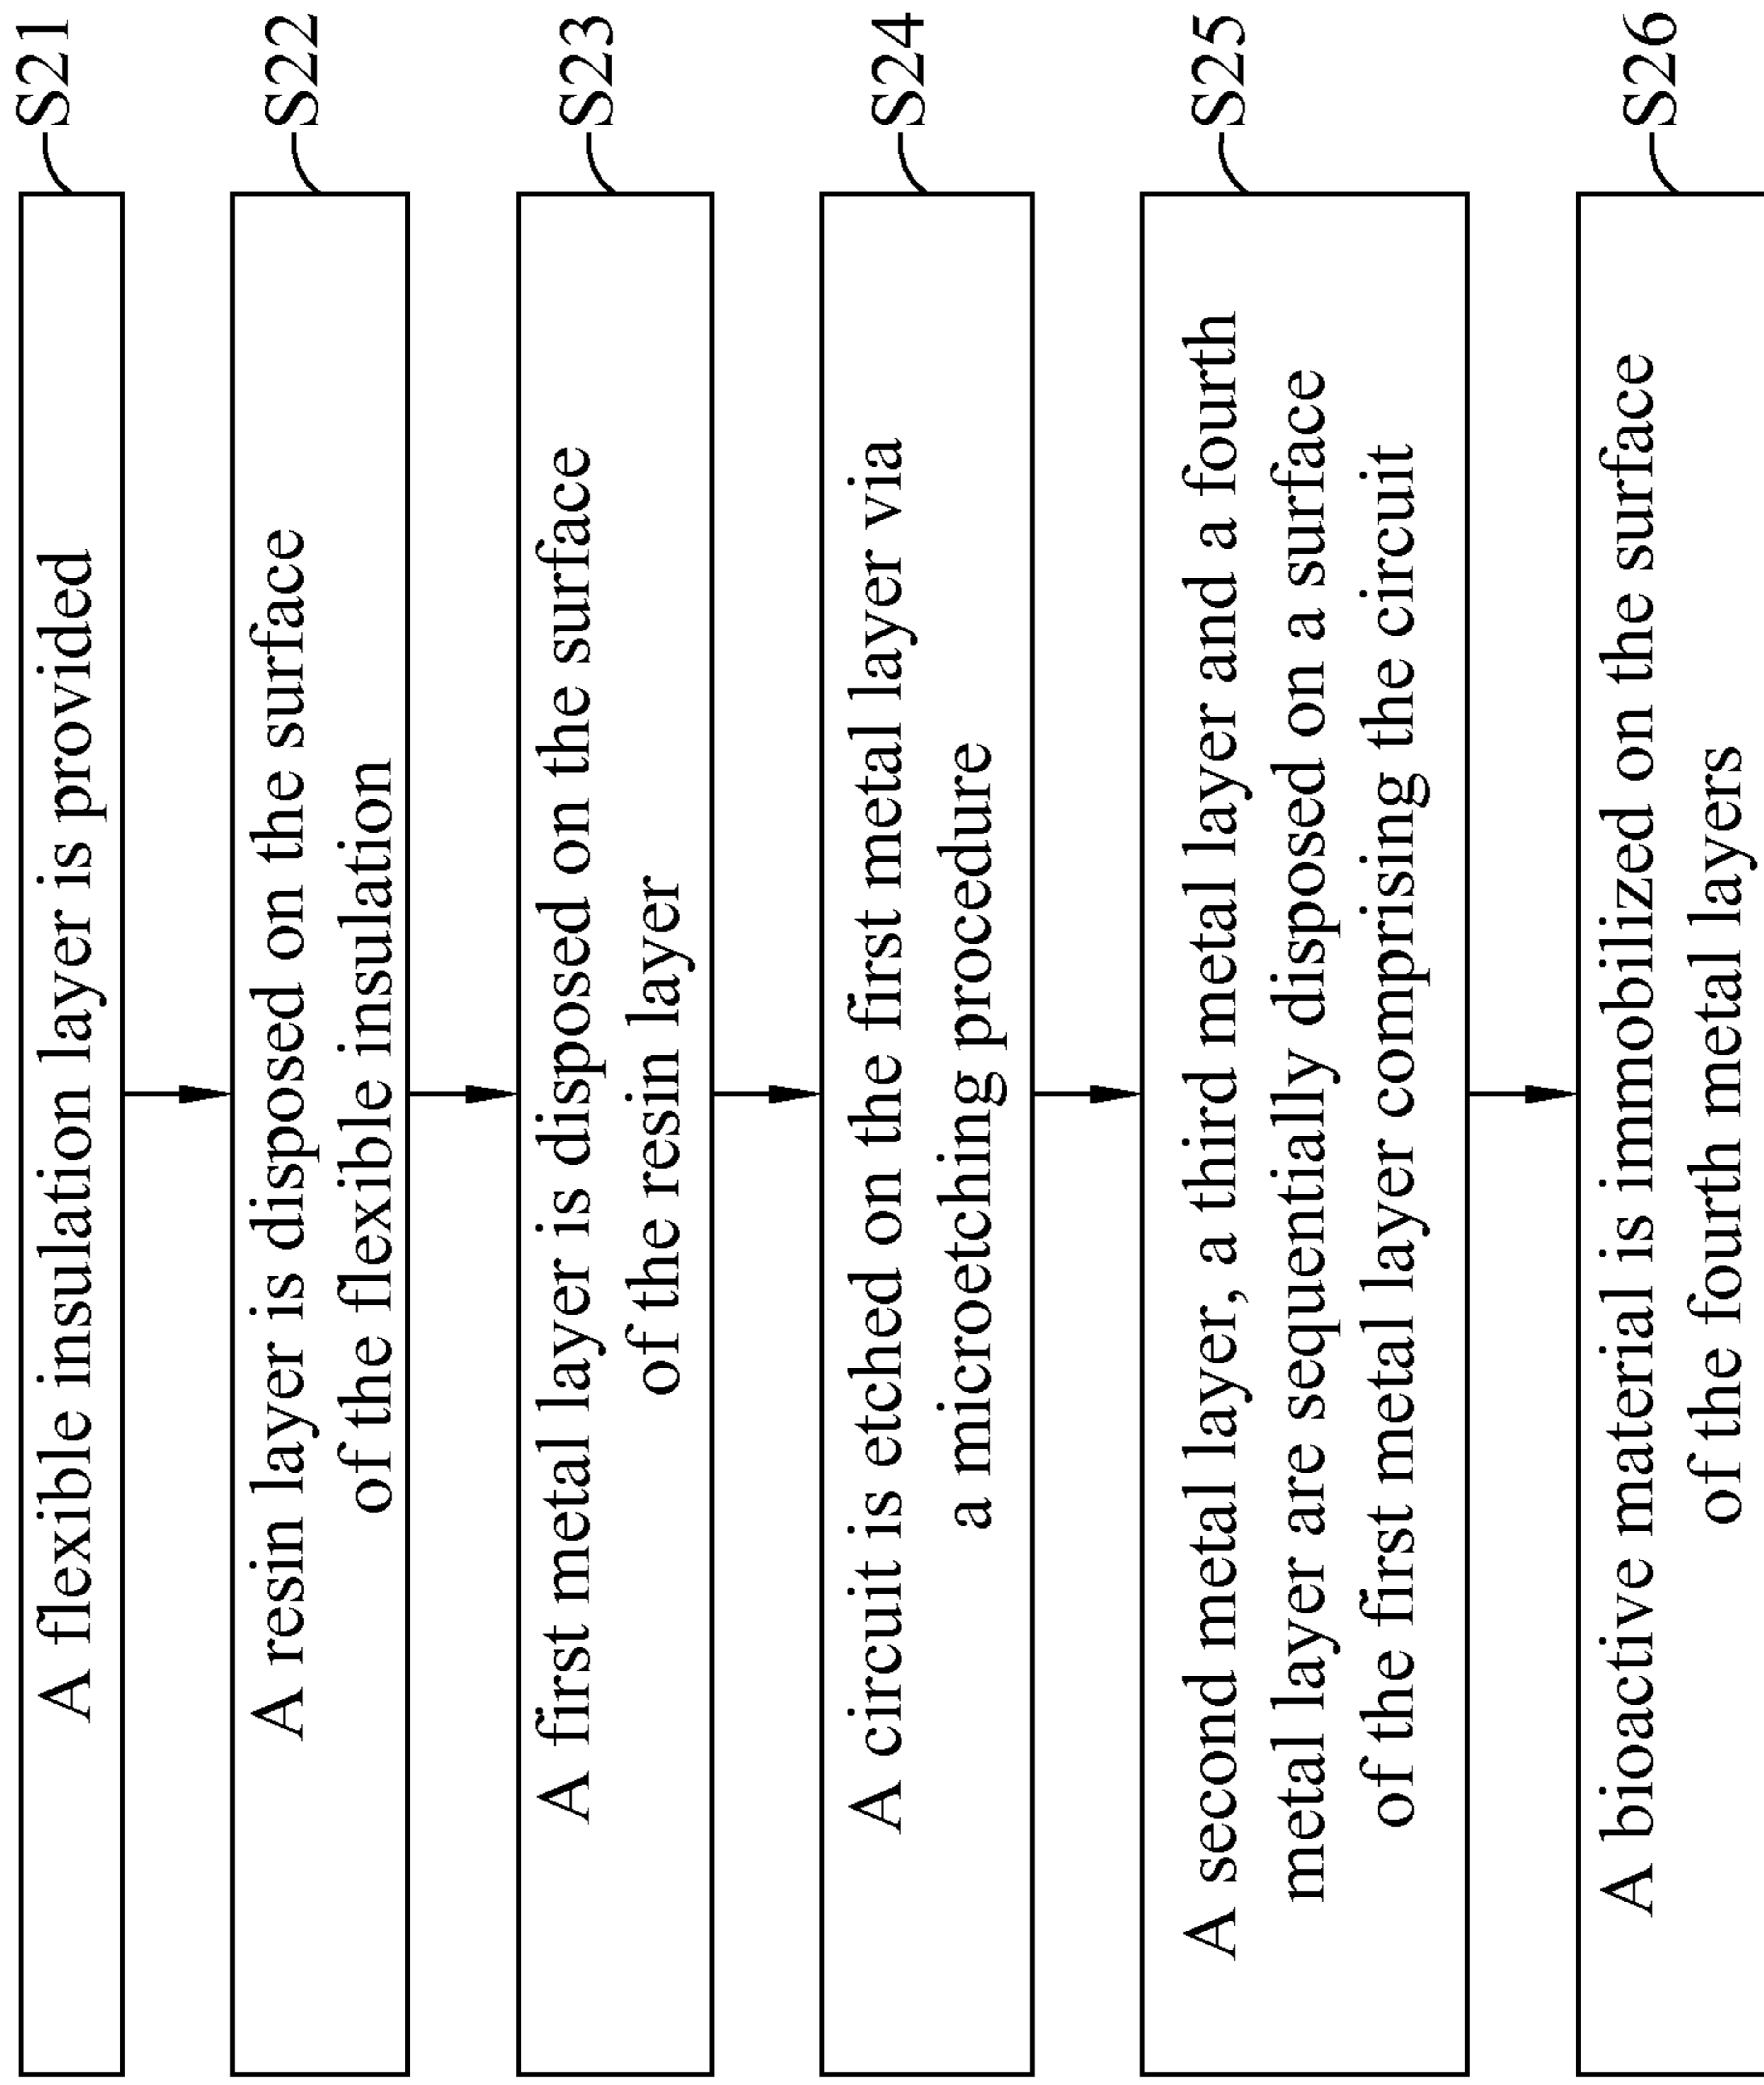 A flexible insulation layer is provided
S21
A resin layer is disposed on the surface
of the flexible insulation
S22
A first metal layer is disposed on the surface
of the resin layer
S23
A circuit is etched on the first metal layer via
a microetching procedure
S24
A second metal layer, a third metal layer and a fourth
metal layer are sequentially disposed on a surface
of the first metal layer comprising the circuit
S25
A bioactive material is immobilized on the surface
of the fourth metal layers
S26